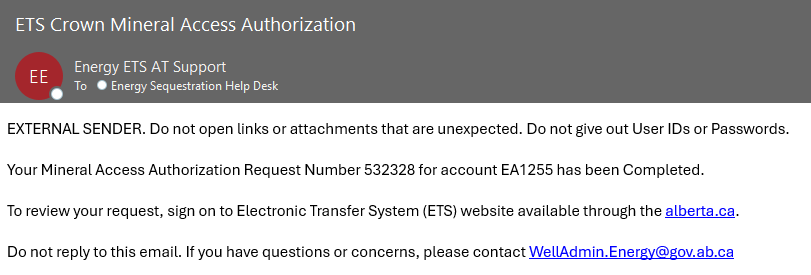 ETS Crown Mineral Access Authorization
EE
Energy ETS AT Support
To Energy Sequestration Help Desk
EXTERNAL SENDER. Do not open links or attachments that are unexpected. Do not give out User IDs or Passwords.
Your Mineral Access Authorization Request Number 532328 for account EA1255 has been Completed.
To review your request, sign on to Electronic Transfer System (ETS) website available through the alberta.ca.
Do not reply to this email. If you have questions or concerns, please contact WellAdmin.Energy@gov.ab.ca